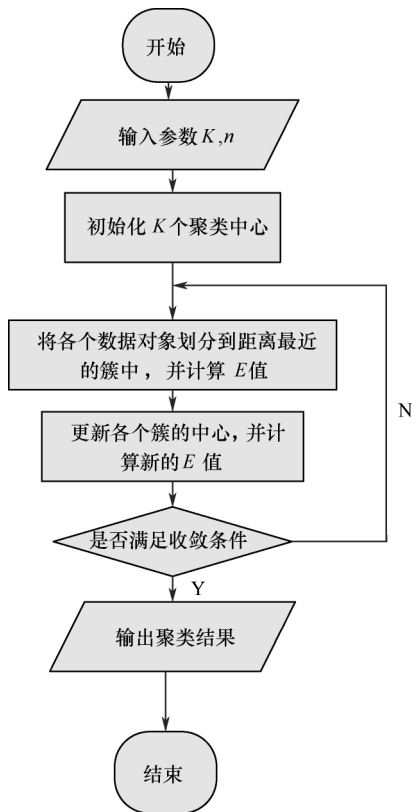 开始
输入参数K,n
初始化 K个聚类中心
将各个数据对象划分到距离最近
的簇中，并计算 E值
N
更新各个簇的中心,并计
算新的E 值
是否满足收敛条件
Y
输出聚类结果
结束